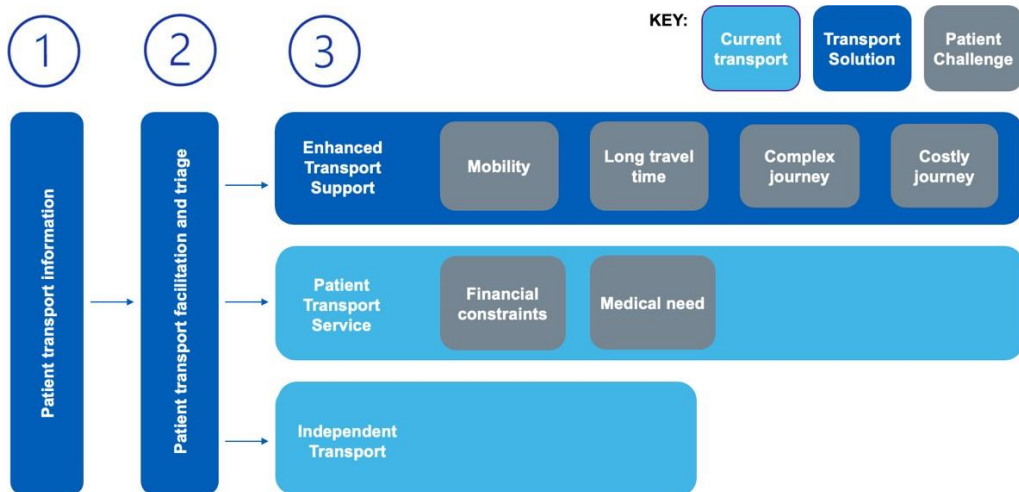 1
2
3
KEY:
Current
transport
Transport
Solution
Patient
Challenge
Patient transport information
Patient transport facilitation and triage
Enhanced
Transport
Support
Mobility
Long travel
time
Complex
journey
Costly
journey
Patient
Transport
Service
Financial
constraints
Medical need
Independent
Transport